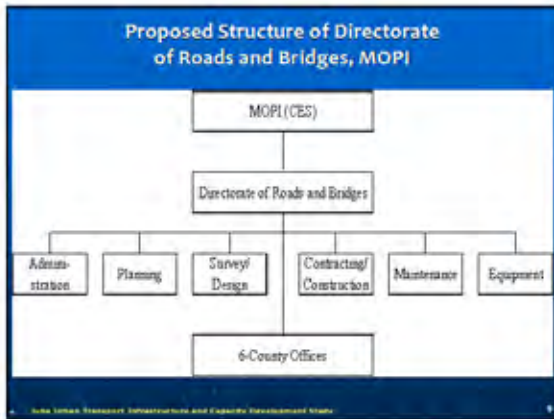 Proposed Structure of Directorate
of Roads and Bridges, MOPI
MOPI (CES)
Directorate of Roads and Bridges
Admini-
stration
Planning
Survey/
Design
Contracting/
Construction
Maintenance
Equipment
6-County Offices
Juba Urban Transport Infrastructure and Capacity Development Study